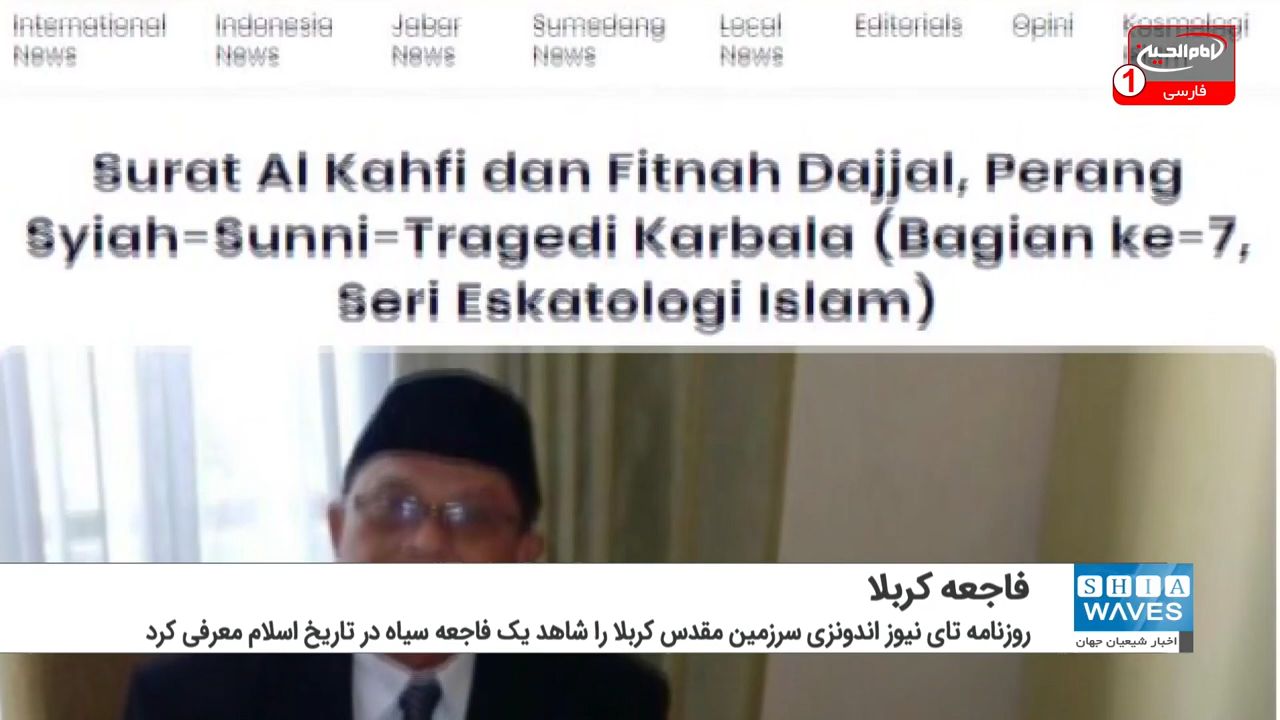 International News
Indonesia News
Jabar News
Sumedang News
Local News
Editorials
Opini
Kosmologi
امام الحسین
فارسی
1
Surat Al Kahfi dan Fitnah Dajjal, Perang
Syiah-Sunni-Tragedi Karbala (Bagian ke-7,
Seri Eskatologi Islam)
فاجعه کربلا
روزنامه تای نیوز اندونزی سرزمین مقدس کربلا را شاهد یک فاجعه سیاه در تاریخ اسلام معرفی کرد
SHIA
WAVES
اخبار شیعیان جهان